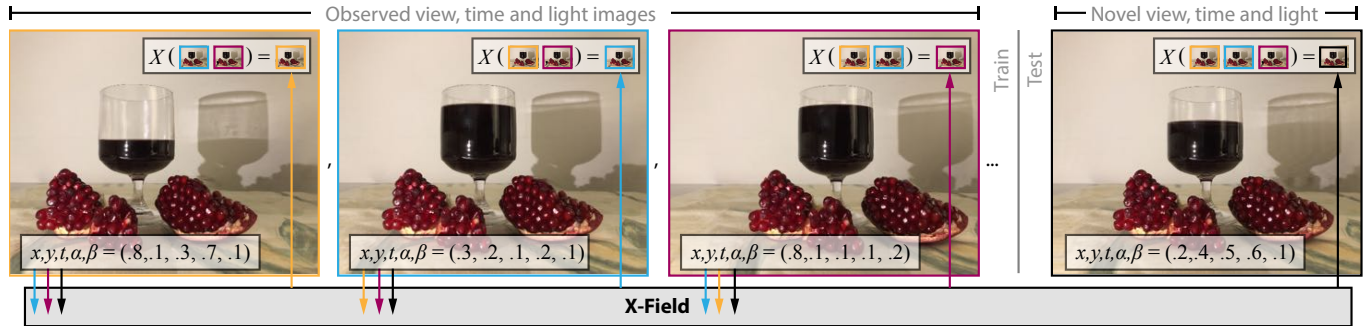 Observed view, time and light images
Novel view, time and light
X ( ) =
X ( ) =
X ( ) =
Train
Test
X ( ) =
, , ...
x,y,t,α,β = (.8,.1, .3, .7, .1)
x,y,t,α,β = (.3, .2, .1, .2, .1)
x,y,t,α,β = (.8,.1, .1, .1, .2)
x,y,t,α,β = (.2,.4, .5, .6, .1)
X-Field